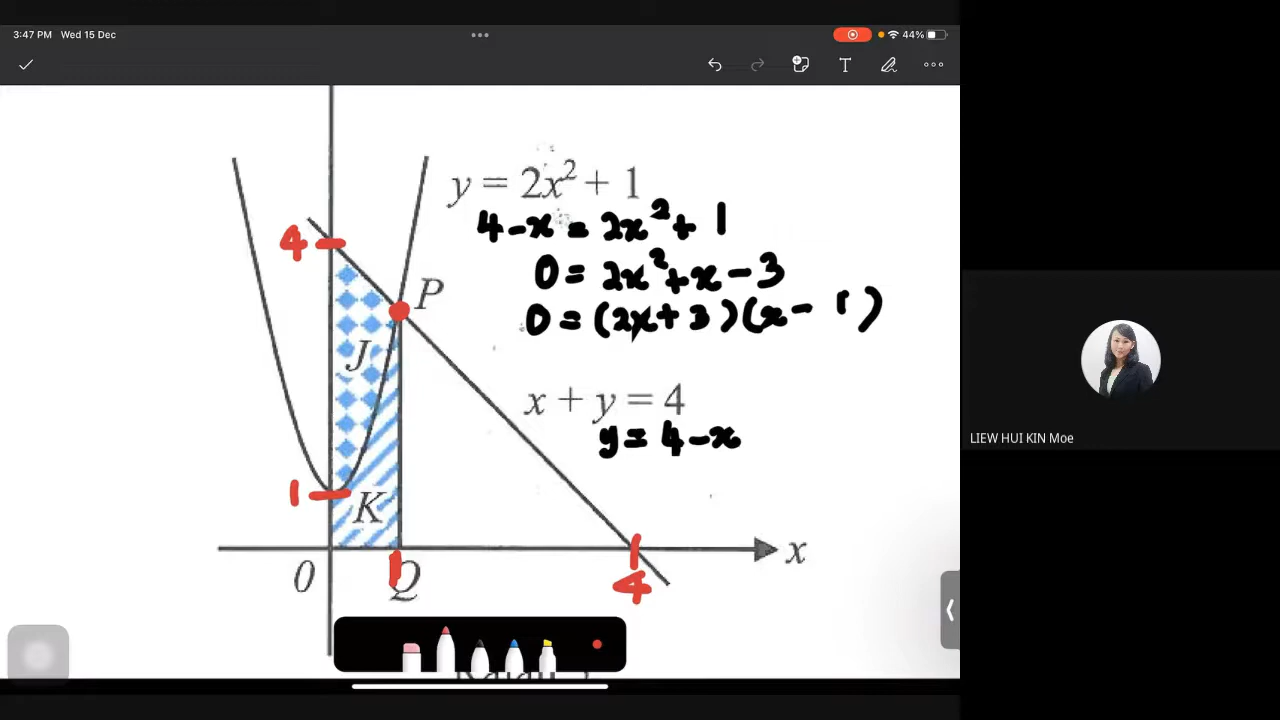 3:47 PM Wed 15 Dec
44%
T
y = 2x² + 1
4 - x = 2x² + 1
0 = 2x² + x - 3
0 = (2x + 3)(x - 1)
4
P
J
x + y = 4
y = 4 - x
1
K
x
0
1
Q
4
LIEW HUI KIN Moe